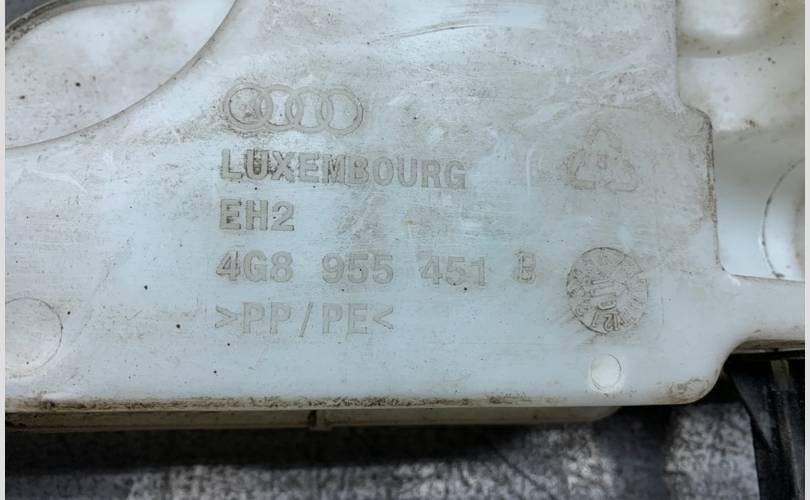 LUXEMBOURG
EH2
4G8 955 451 B
>PP/PE<